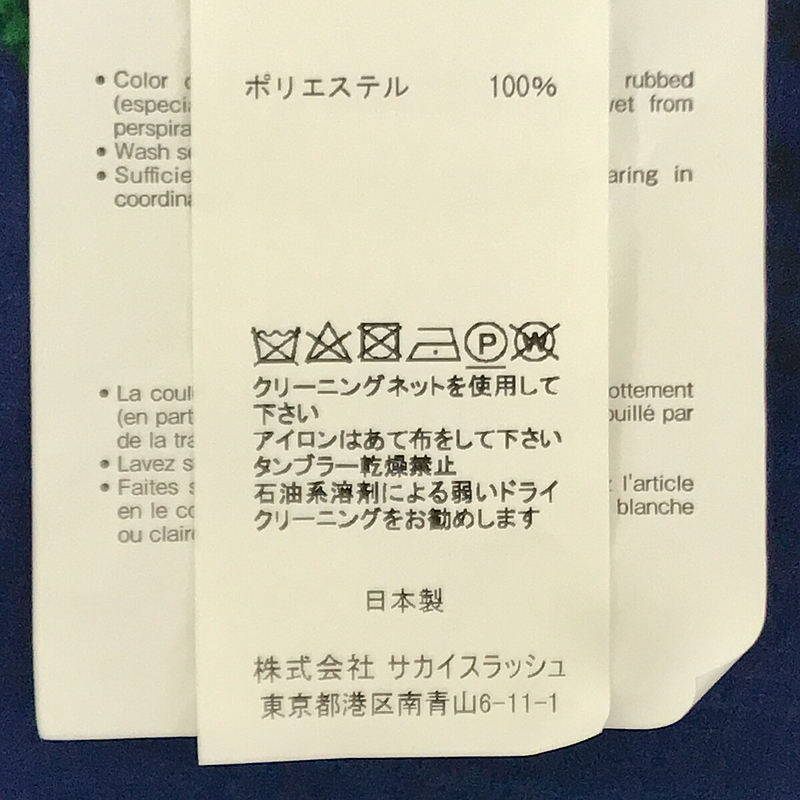 ポリエステル 100%
クリーニングネットを使用して
下さい
アイロンはあて布をして下さい
タンブラー乾燥禁止
石油系溶剤による弱いドライ
クリーニングをお勧めします
日本製
株式会社 サカイスラッシュ
東京都港区南青山6-11-1
• Color
(especia
perspira
• Wash se
• Sufficie
coordina
rubbed
wet from
aring in
• La coul
(en part
de la tra
• Lavez s
• Faites s
en le co
ou clair
ottement
ouillé par
l'article
blanche
P
W